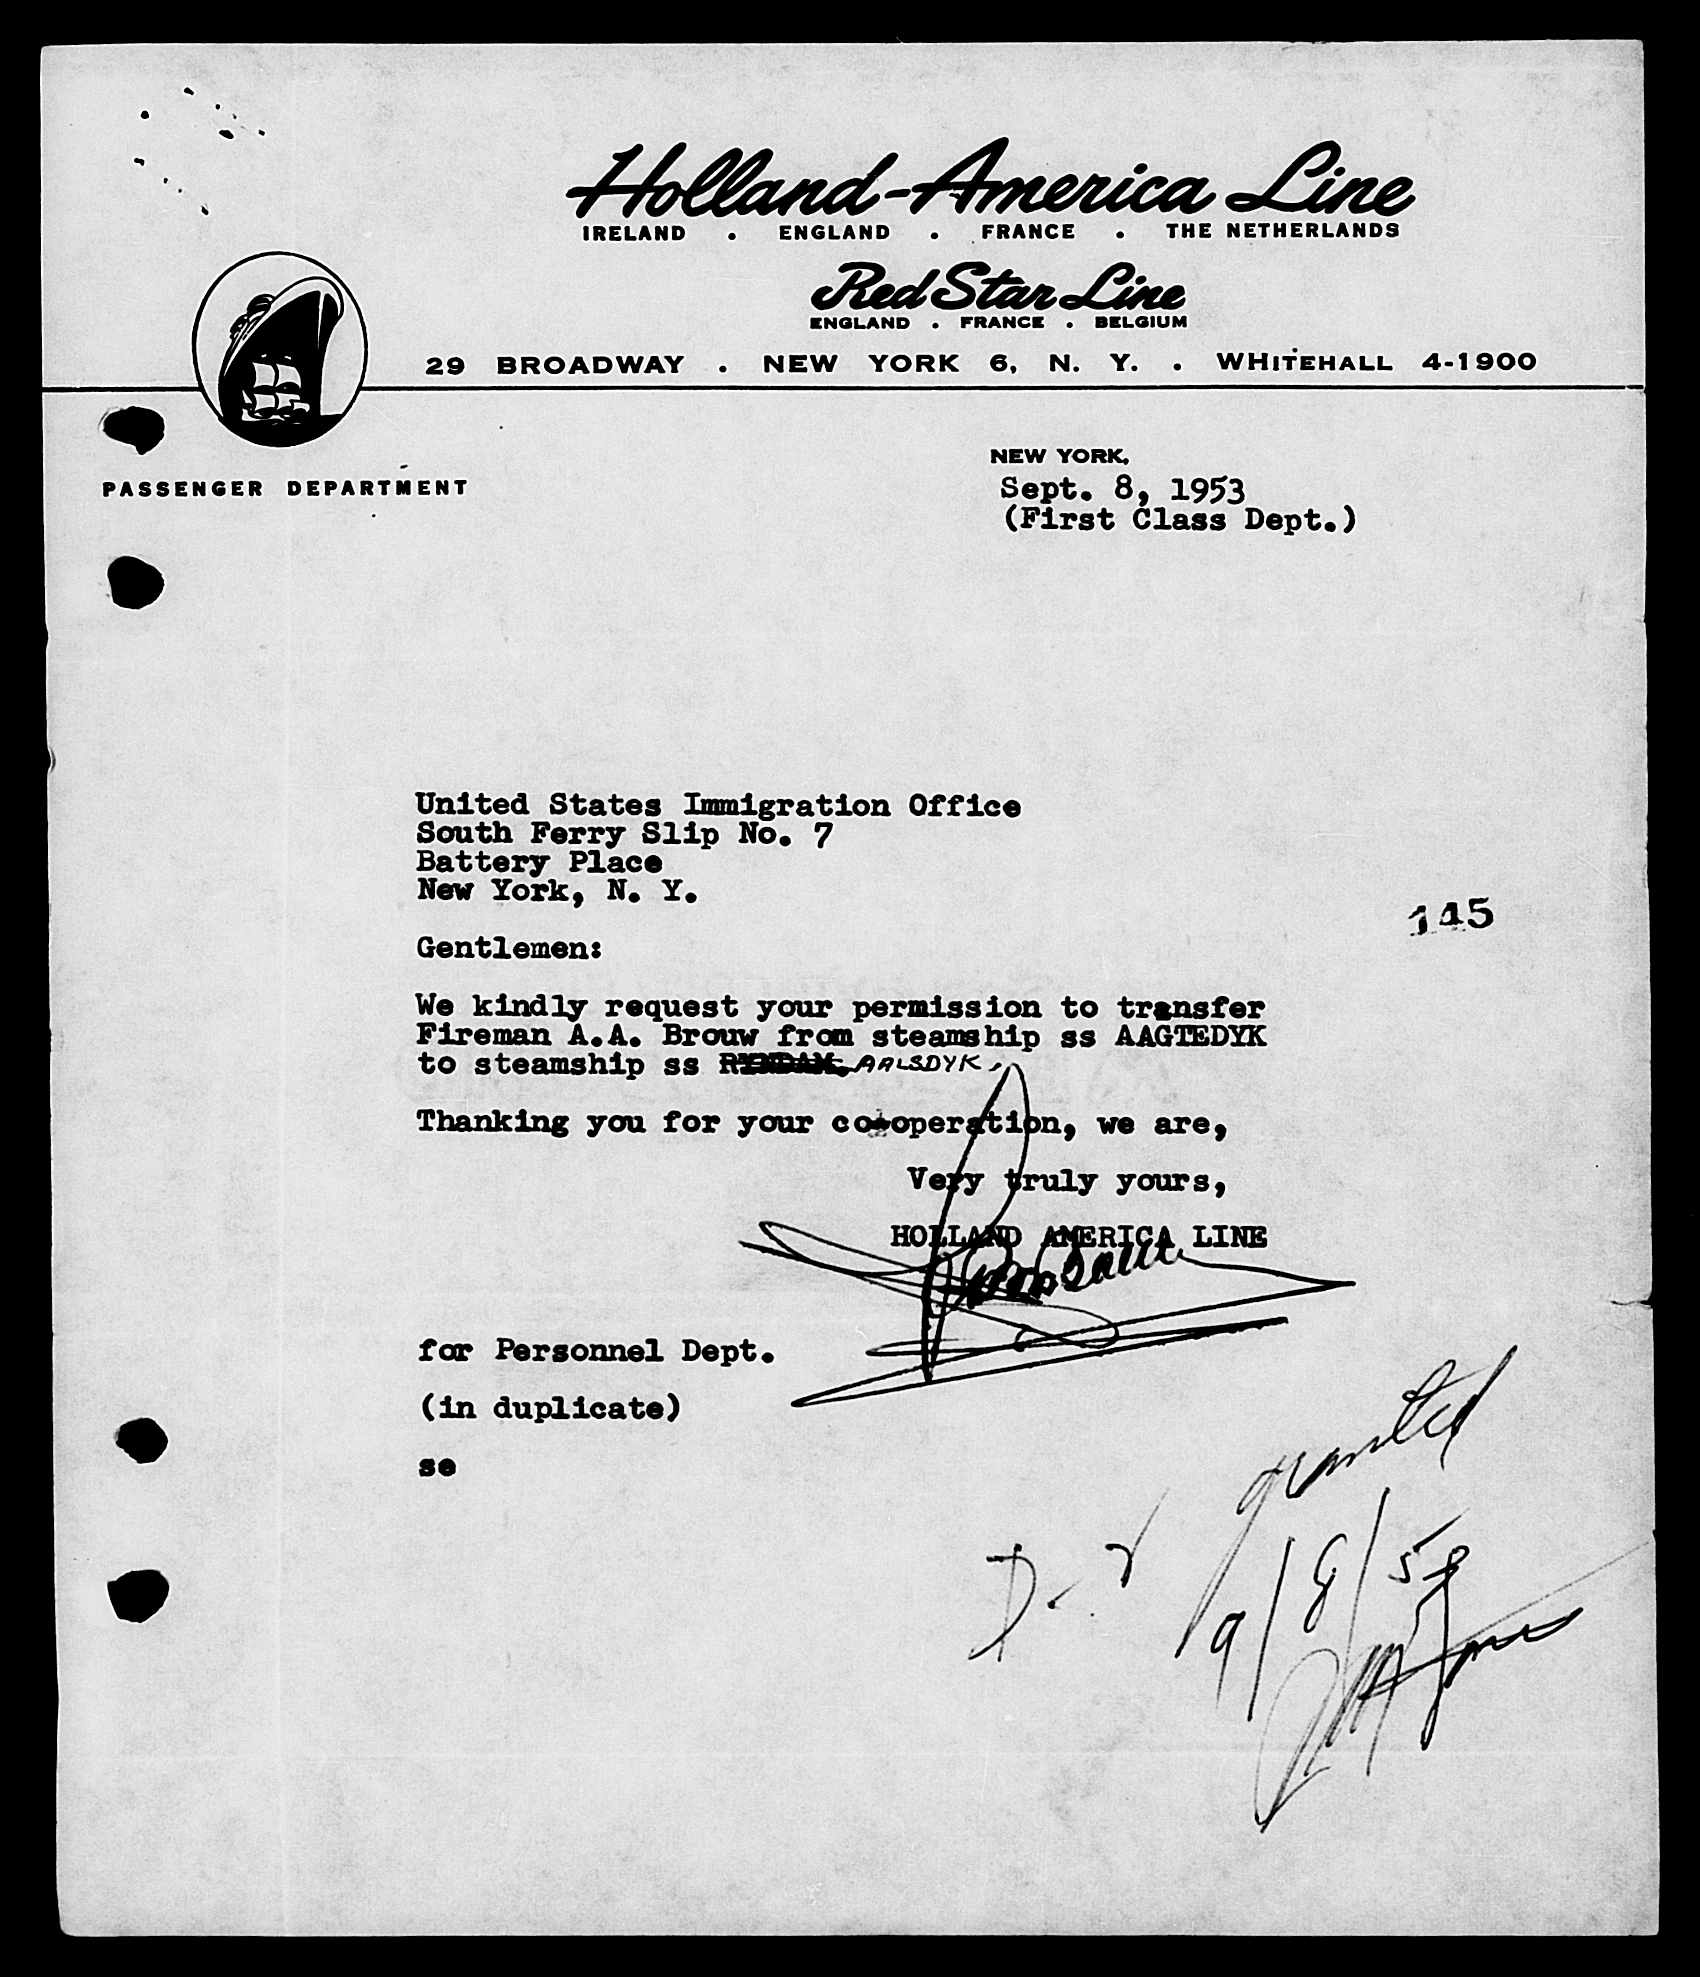 Holland-America Line
IRELAND . ENGLAND . FRANCE . THE NETHERLANDS
Red Star Line
ENGLAND . FRANCE . BELGIUM
29 BROADWAY . NEW YORK 6, N. Y. . WHITEHALL 4-1900
PASSENGER DEPARTMENT
NEW YORK,
Sept. 8, 1953
(First Class Dept.)
United States Immigration Office
South Ferry Slip No. 7
Battery Place
New York, N. Y.
145
Gentlemen:
We kindly request your permission to transfer
Fireman A.A. Brouw from steamship ss AAGTEDYK
to steamship ss RYNDAM. AALSDYK,
Thanking you for your co-operation, we are,
Very truly yours,
HOLLAND AMERICA LINE
for Personnel Dept.
(in duplicate)
se
granted
9/8/53